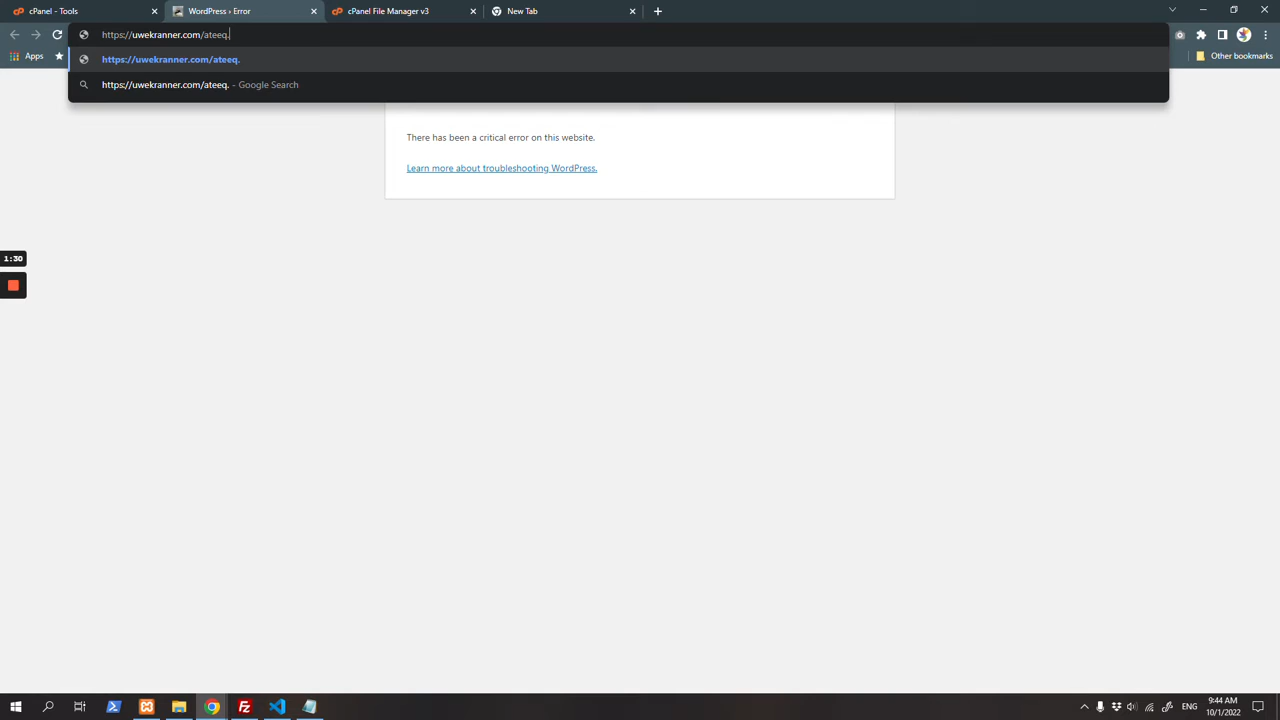 cPanel - Tools
WordPress › Error
cPanel File Manager v3
New Tab
https://uwekranner.com/ateeq.
Apps
https://uwekranner.com/ateeq.
Other bookmarks
https://uwekranner.com/ateeq. - Google Search
There has been a critical error on this website.
Learn more about troubleshooting WordPress.
1:30
ENG
9:44 AM
10/1/2022